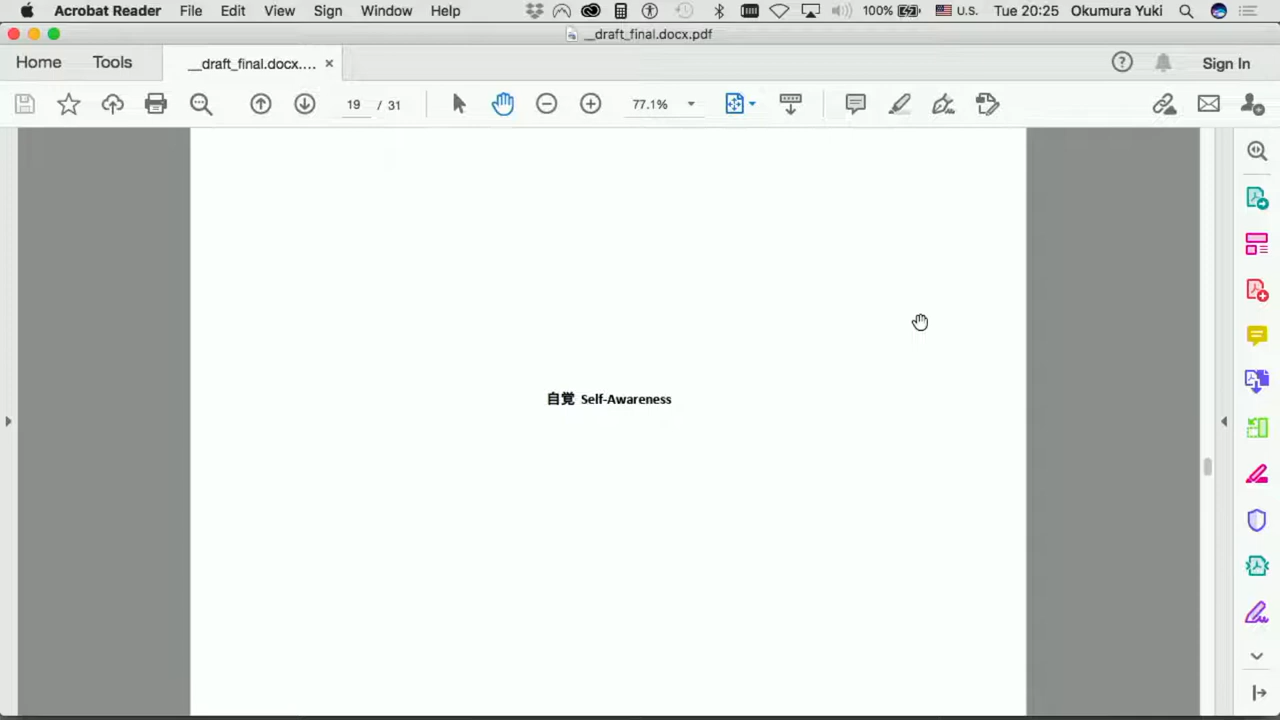 Acrobat Reader File Edit View Sign Window Help 100% U.S. Tue 20:25 Okumura Yuki
__draft_final.docx.pdf
Home Tools __draft_final.docx.... × Sign In
19 / 31 77.1%
自覚 Self-Awareness